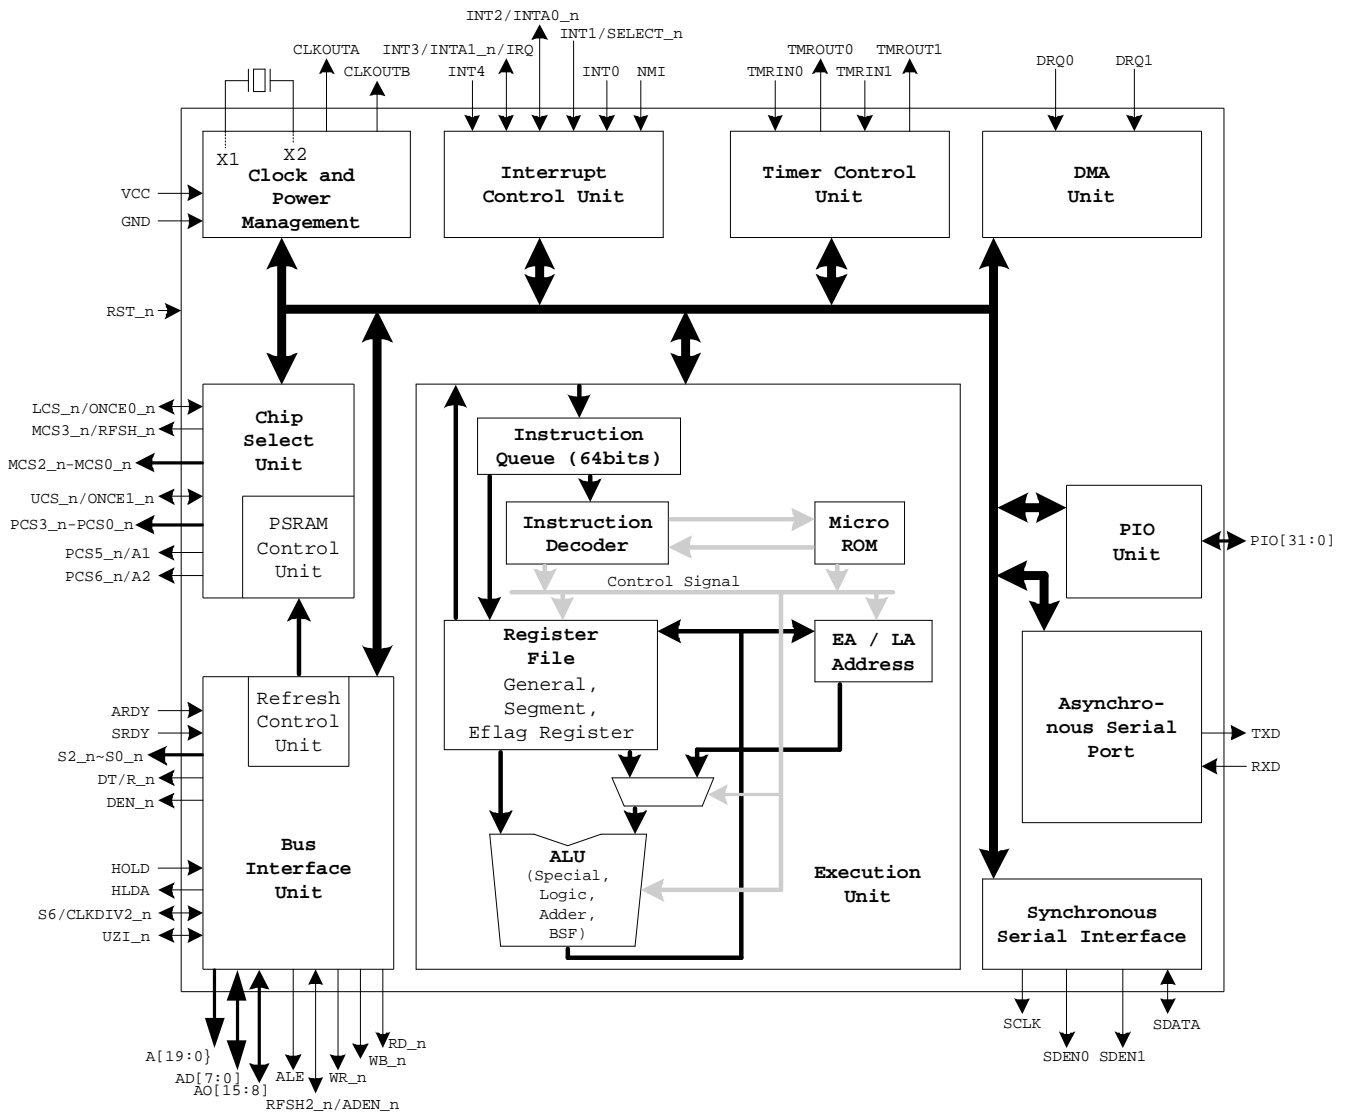 INT2/INTA0_n
INT1/SELECT_n
INT3/INTA1_n/IRQ
CLKOUTA
CLKOUTB
INT4
INT0
NMI
TMROUT0
TMROUT1
TMRIN0
TMRIN1
DRQ0
DRQ1
X1
X2
Clock and
Power
Management
Interrupt
Control Unit
Timer Control
Unit
DMA
Unit
VCC
GND
RST_n
LCS_n/ONCE0_n
MCS3_n/RFSH_n
MCS2_n-MCS0_n
UCS_n/ONCE1_n
PCS3_n-PCS0_n
PCS5_n/A1
PCS6_n/A2
Chip
Select
Unit
PSRAM
Control
Unit
Instruction
Queue (64bits)
Instruction
Decoder
Micro
ROM
Control Signal
Register
File
General,
Segment,
Eflag Register
EA / LA
Address
PIO
Unit
PIO[31:0]
Asynchro-
nous Serial
Port
TXD
RXD
Refresh
Control
Unit
ARDY
SRDY
S2_n~S0_n
DT/R_n
DEN_n
HOLD
HLDA
S6/CLKDIV2_n
UZI_n
Bus
Interface
Unit
ALU
(Special,
Logic,
Adder,
BSF)
Execution
Unit
Synchronous
Serial Interface
SCLK
SDEN0
SDEN1
SDATA
A[19:0}
AD[7:0]
AO[15:8]
ALE
RFSH2_n/ADEN_n
WR_n
WB_n
RD_n